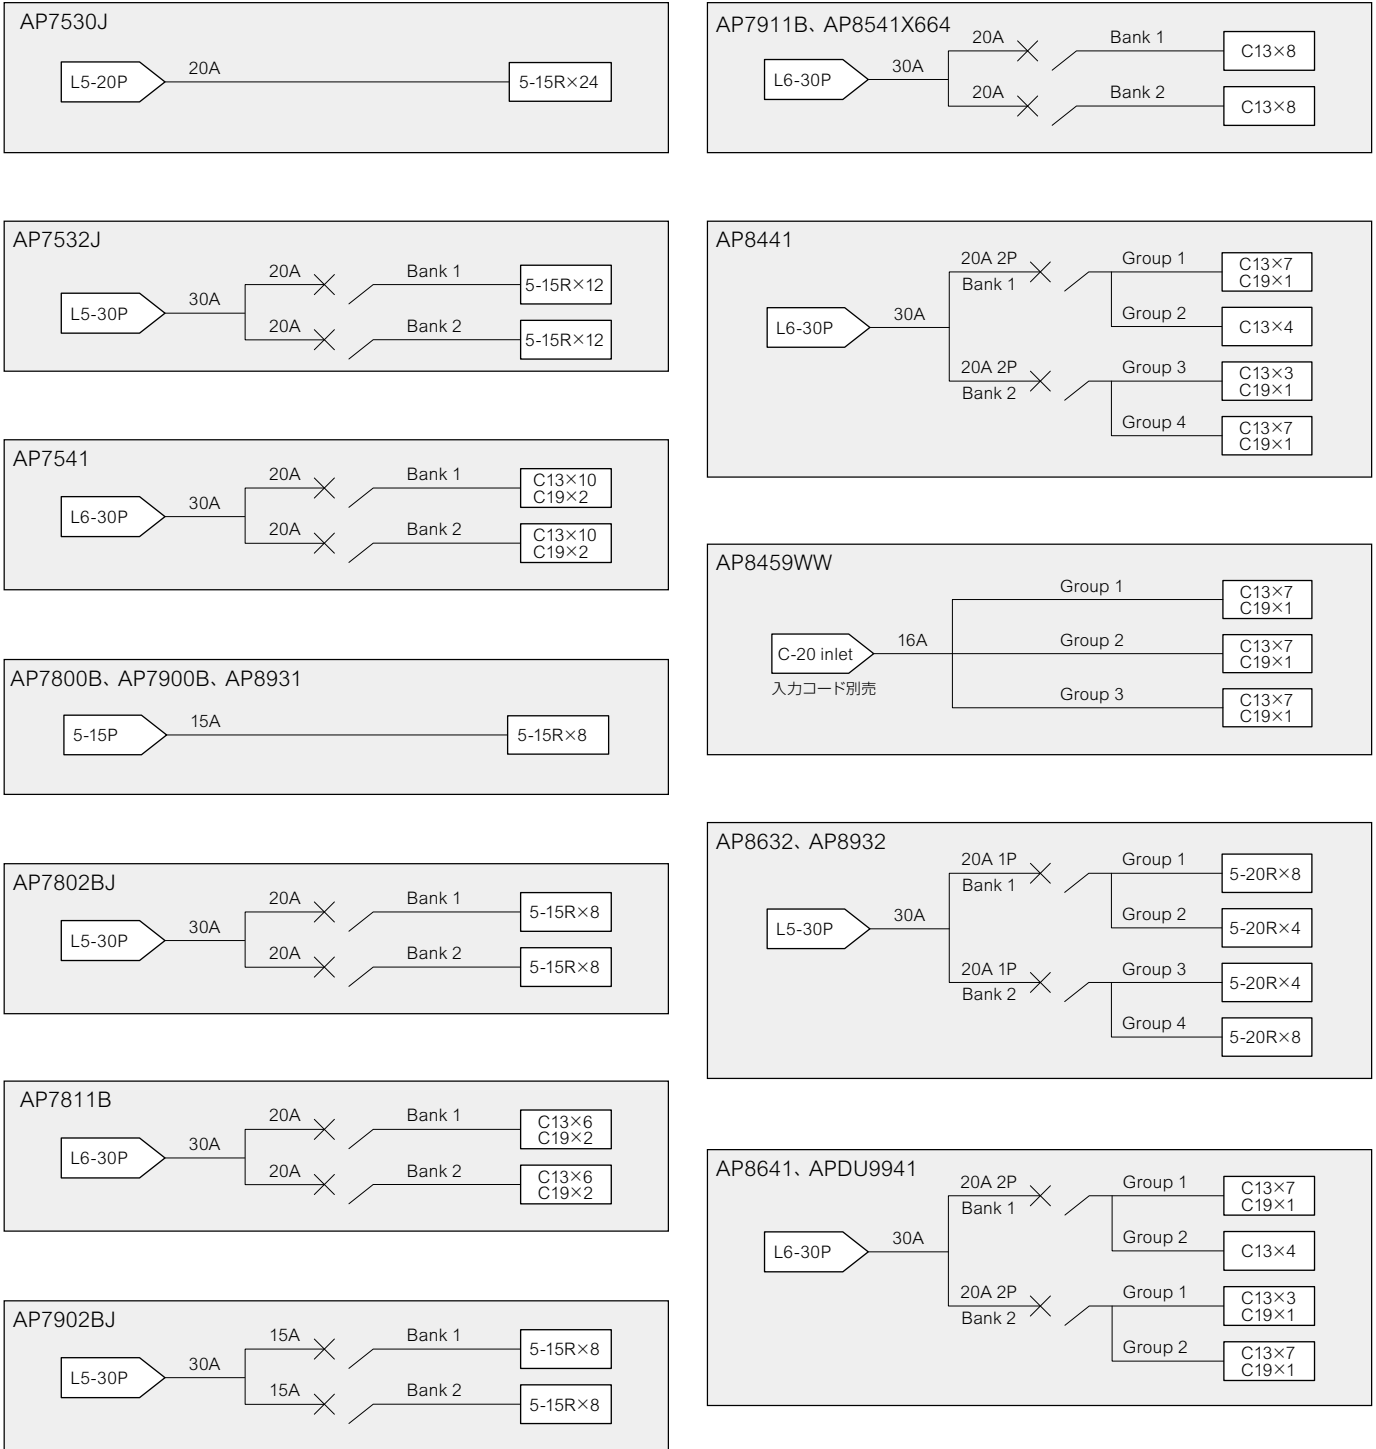 AP7530J
L5-20P
20A
5-15R×24
AP7532J
L5-30P
30A
20A
Bank 1
5-15R×12
20A
Bank 2
5-15R×12
AP7541
L6-30P
30A
20A
Bank 1
C13×10
C19×2
20A
Bank 2
C13×10
C19×2
AP7800B、AP7900B、AP8931
5-15P
15A
5-15R×8
AP7802BJ
L5-30P
30A
20A
Bank 1
5-15R×8
20A
Bank 2
5-15R×8
AP7811B
L6-30P
30A
20A
Bank 1
C13×6
C19×2
20A
Bank 2
C13×6
C19×2
AP7902BJ
L5-30P
30A
15A
Bank 1
5-15R×8
15A
Bank 2
5-15R×8
AP7911B、AP8541X664
L6-30P
30A
20A
Bank 1
C13×8
20A
Bank 2
C13×8
AP8441
L6-30P
30A
20A 2P
Bank 1
Group 1
C13×7
C19×1
Group 2
C13×4
20A 2P
Bank 2
Group 3
C13×3
C19×1
Group 4
C13×7
C19×1
AP8459WW
C-20 inlet
入力コード別売
16A
Group 1
C13×7
C19×1
Group 2
C13×7
C19×1
Group 3
C13×7
C19×1
AP8632、AP8932
L5-30P
30A
20A 1P
Bank 1
Group 1
5-20R×8
Group 2
5-20R×4
20A 1P
Bank 2
Group 3
5-20R×4
Group 4
5-20R×8
AP8641、APDU9941
L6-30P
30A
20A 2P
Bank 1
Group 1
C13×7
C19×1
Group 2
C13×4
20A 2P
Bank 2
Group 1
C13×3
C19×1
Group 2
C13×7
C19×1